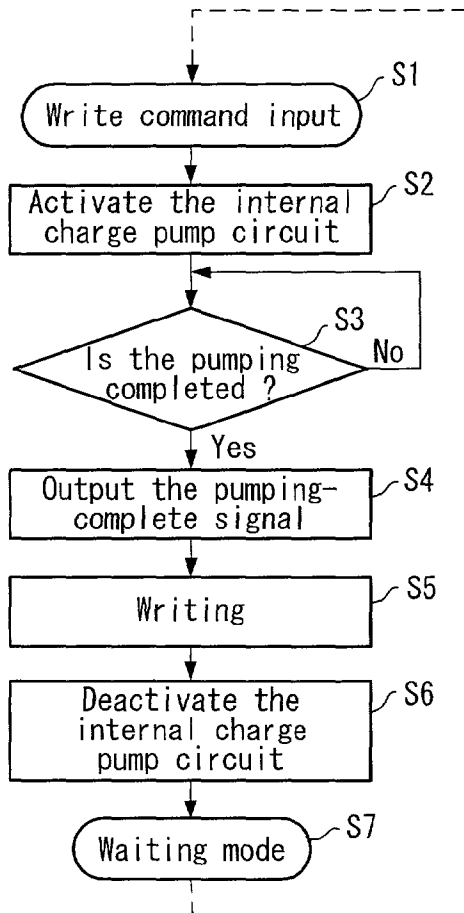 S1
Write command input
S2
Activate the internal
charge pump circuit
S3
Is the pumping
completed ?
No
Yes
S4
Output the pumping-
complete signal
S5
Writing
S6
Deactivate the
internal charge
pump circuit
S7
Waiting mode